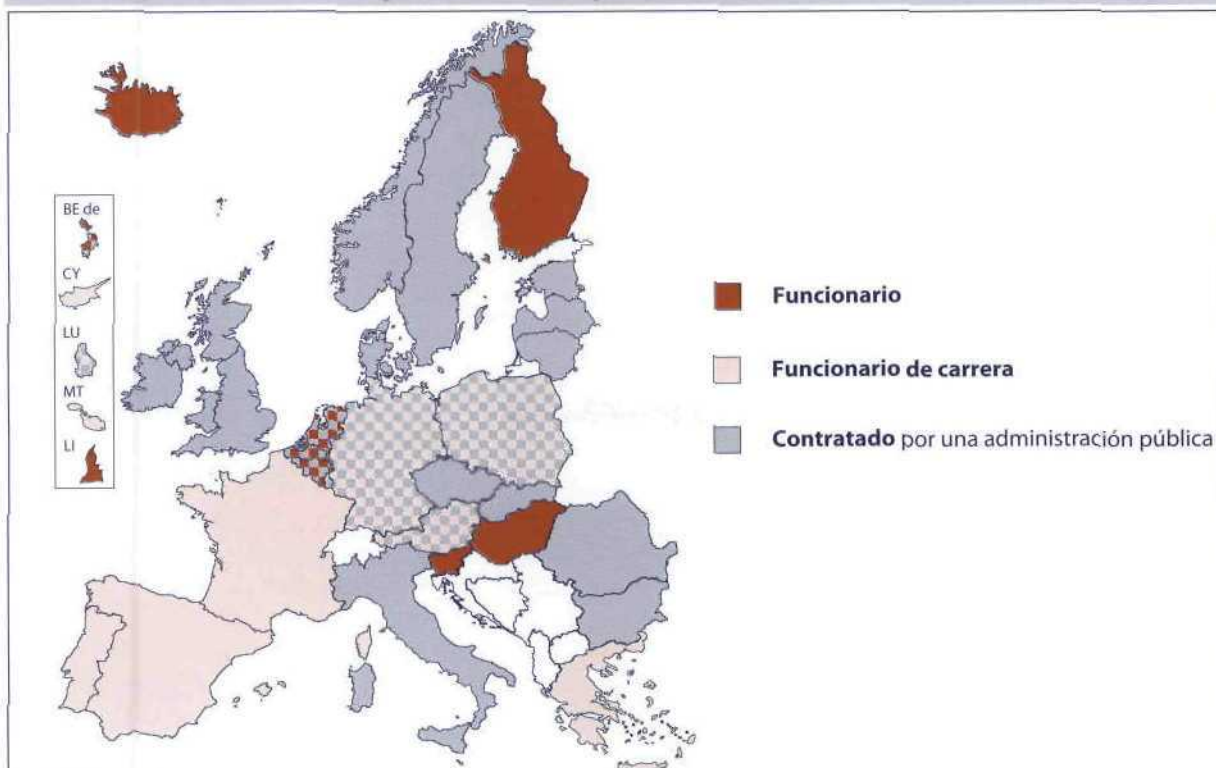 BE de
CY
LU
MT
LI
Funcionario
Funcionario de carrera
Contratado por una administración pública